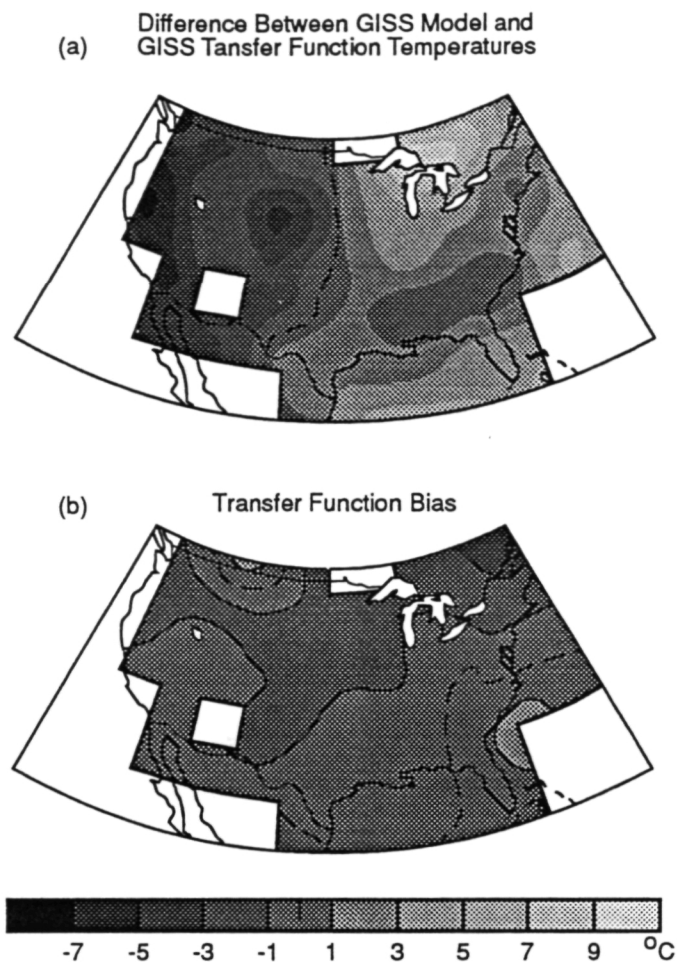 Difference Between GISS Model and
(a) GISS Tansfer Function Temperatures
(b) Transfer Function Bias
-7 -5 -3 -1 1 3 5 7 9 °C